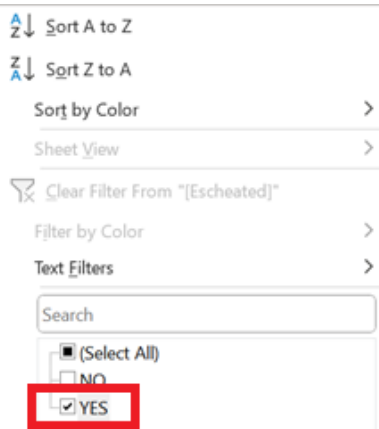 Sort A to Z
Sort Z to A
Sort by Color
Sheet View
Clear Filter From "[Escheated]"
Filter by Color
Text Filters
Search
(Select All)
NO
YES